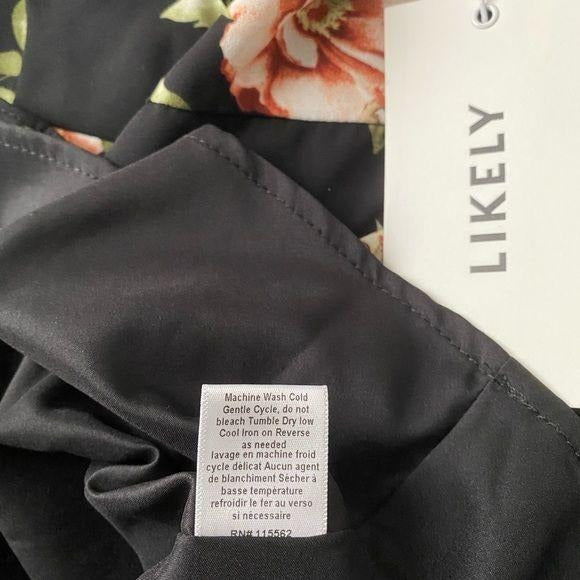 LIKELY
Machine Wash Cold
Gentle Cycle, do not
bleach Tumble Dry low
Cool Iron on Reverse
as needed
lavage en machine froid
cycle délicat Aucun agent
de blanchiment Sècher à
basse température
refroidir le fer au verso
si nécessaire
RN# 115562